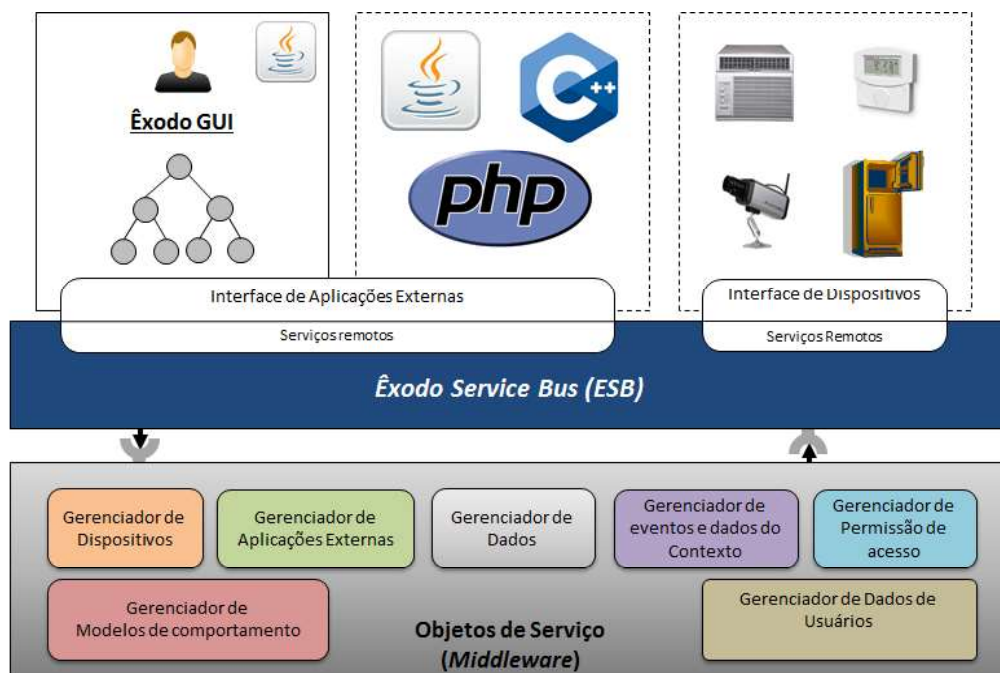 Êxodo GUI
C++
php
Interface de Aplicações Externas
Serviços remotos
Interface de Dispositivos
Serviços Remotos
Êxodo Service Bus (ESB)
Gerenciador de
Dispositivos
Gerenciador de
Aplicações Externas
Gerenciador de
Dados
Gerenciador de
eventos e dados do
Contexto
Gerenciador de
Permissão de
acesso
Gerenciador de
Modelos de comportamento
Gerenciador de Dados de
Usuários
Objetos de Serviço
(Middleware)